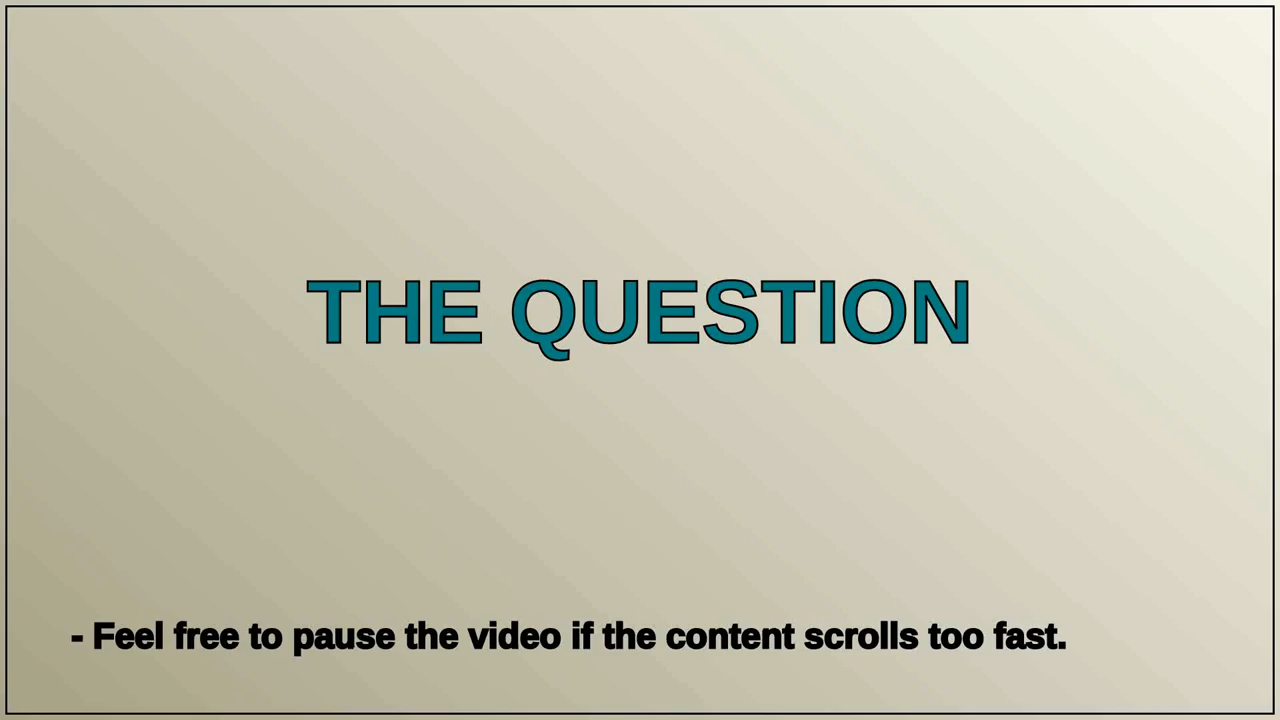 THE QUESTION
- Feel free to pause the video if the content scrolls too fast.